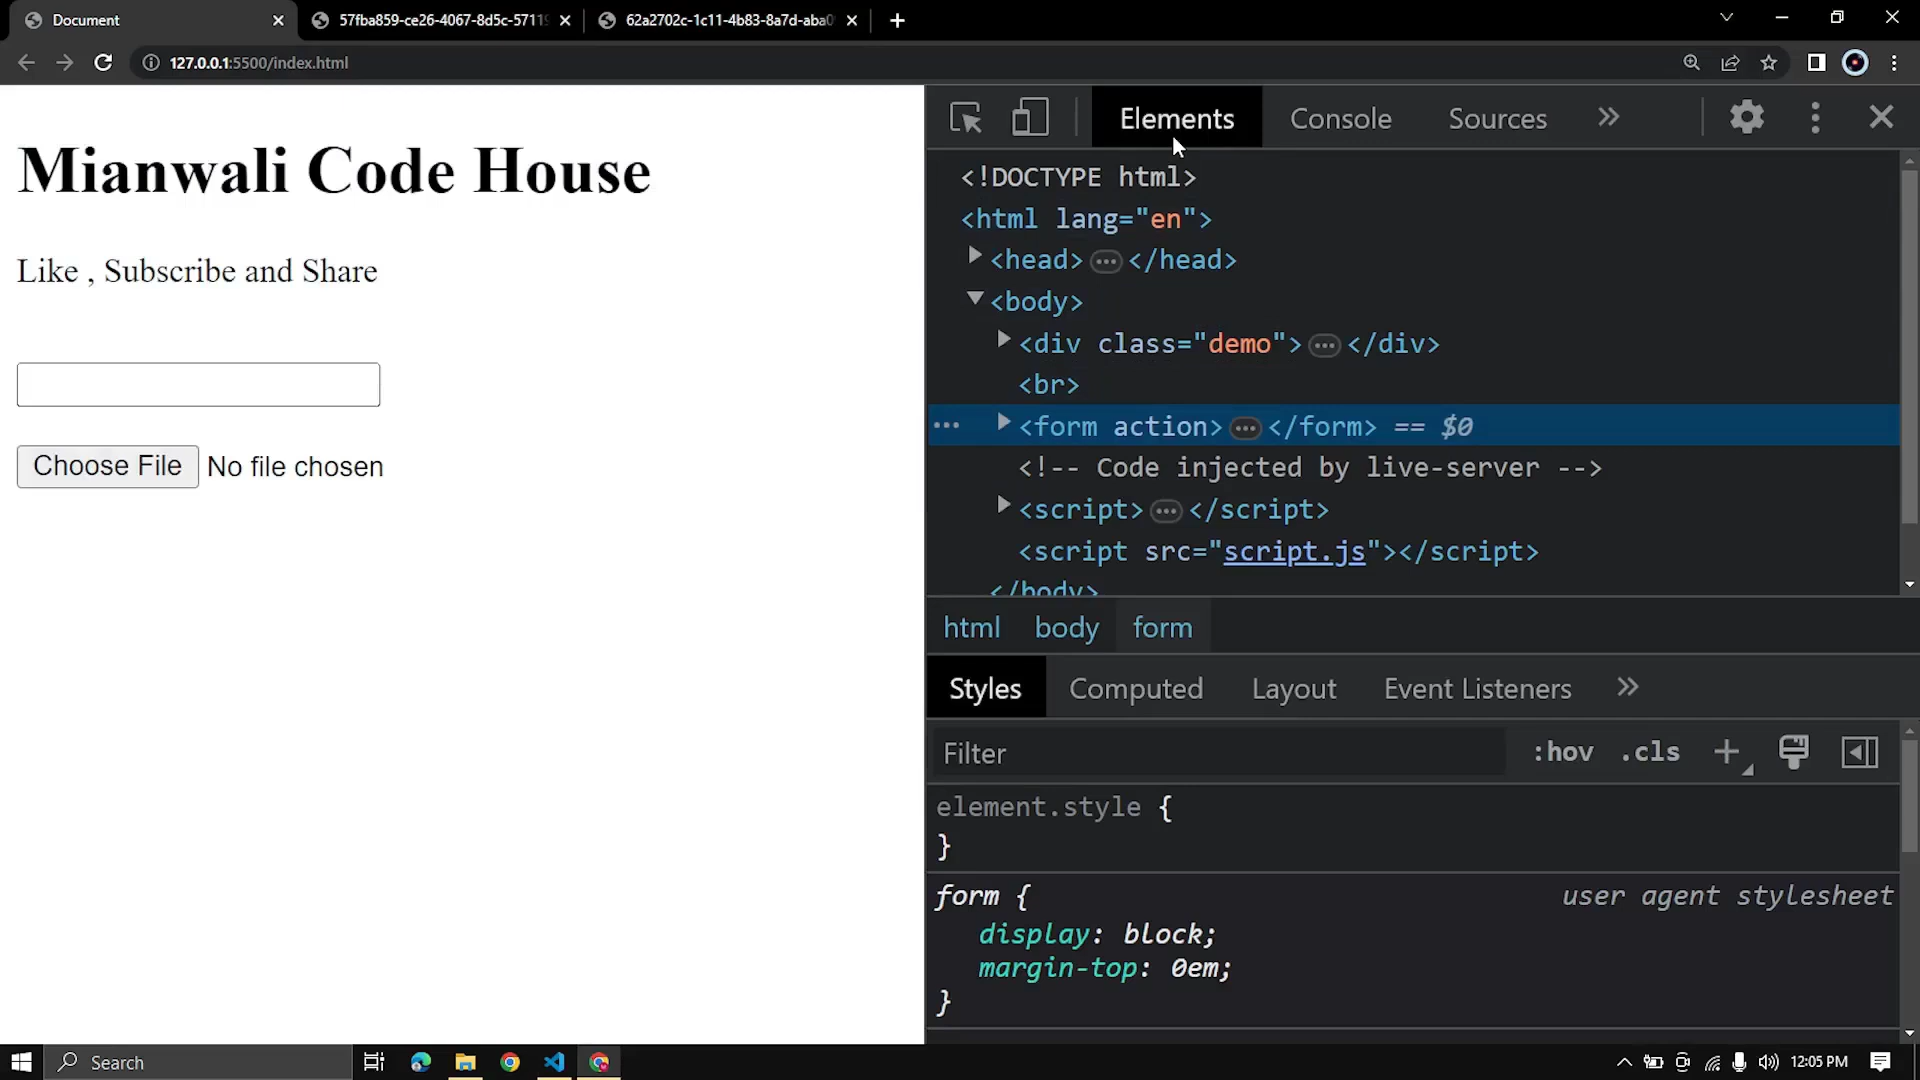 Document
57fba859-ce26-4067-8d5c-57119
62a2702c-1c11-4b83-8a7d-aba0
127.0.0.1:5500/index.html
Mianwali Code House
Like , Subscribe and Share
Choose File No file chosen
Elements Console Sources
<!DOCTYPE html>
<html lang="en">
<head> … </head>
<body>
<div class="demo"> … </div>
<br>
<form action> … </form> == $0
<!-- Code injected by live-server -->
<script> … </script>
<script src="script.js"></script>
</body>
html body form
Styles Computed Layout Event Listeners
Filter :hov .cls
element.style {
}
form { user agent stylesheet
display: block;
margin-top: 0em;
}
Search 12:05 PM